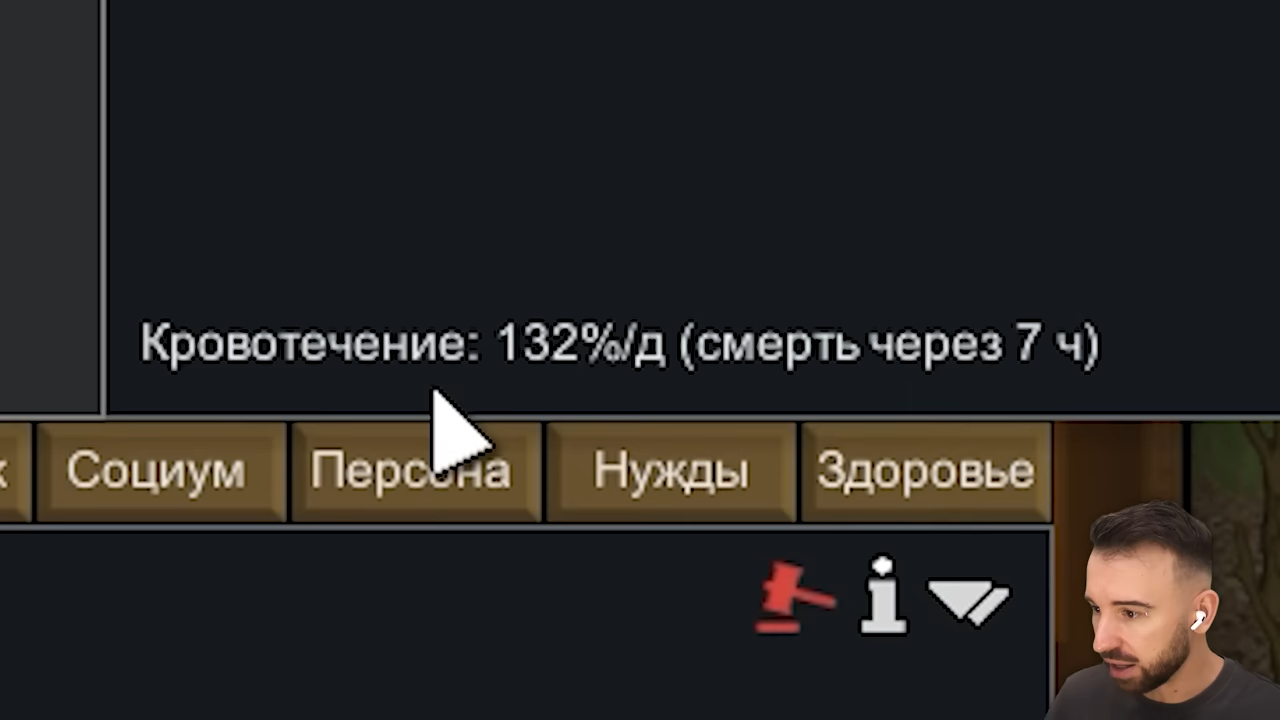 Кровотечение: 132%/д (смерть через 7 ч)
к Социум Персона Нужды Здоровье